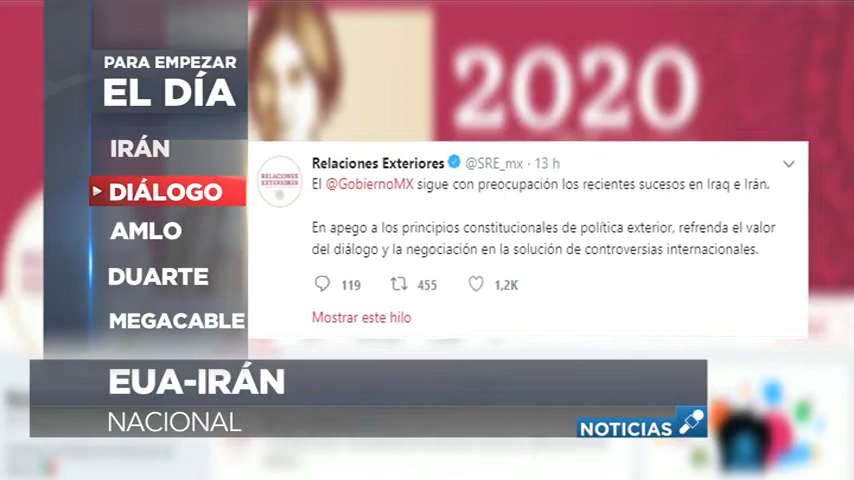 PARA EMPEZAR
EL DÍA
IRÁN
DIÁLOGO
AMLO
DUARTE
MEGACABLE
2020
RELACIONES
EXTERIORES
Relaciones Exteriores @SRE_mx · 13 h
El @GobiernoMX sigue con preocupación los recientes sucesos en Iraq e Irán.
En apego a los principios constitucionales de política exterior, refrenda el valor
del diálogo y la negociación en la solución de controversias internacionales.
119 455 1,2K
Mostrar este hilo
EUA-IRÁN
NACIONAL
NOTICIAS